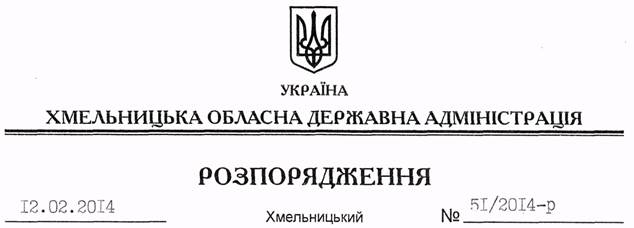 УКРАЇНА
ХМЕЛЬНИЦЬКА ОБЛАСНА ДЕРЖАВНА АДМІНІСТРАЦІЯ
РОЗПОРЯДЖЕННЯ
12.02.2014 Хмельницький № 51/2014-р